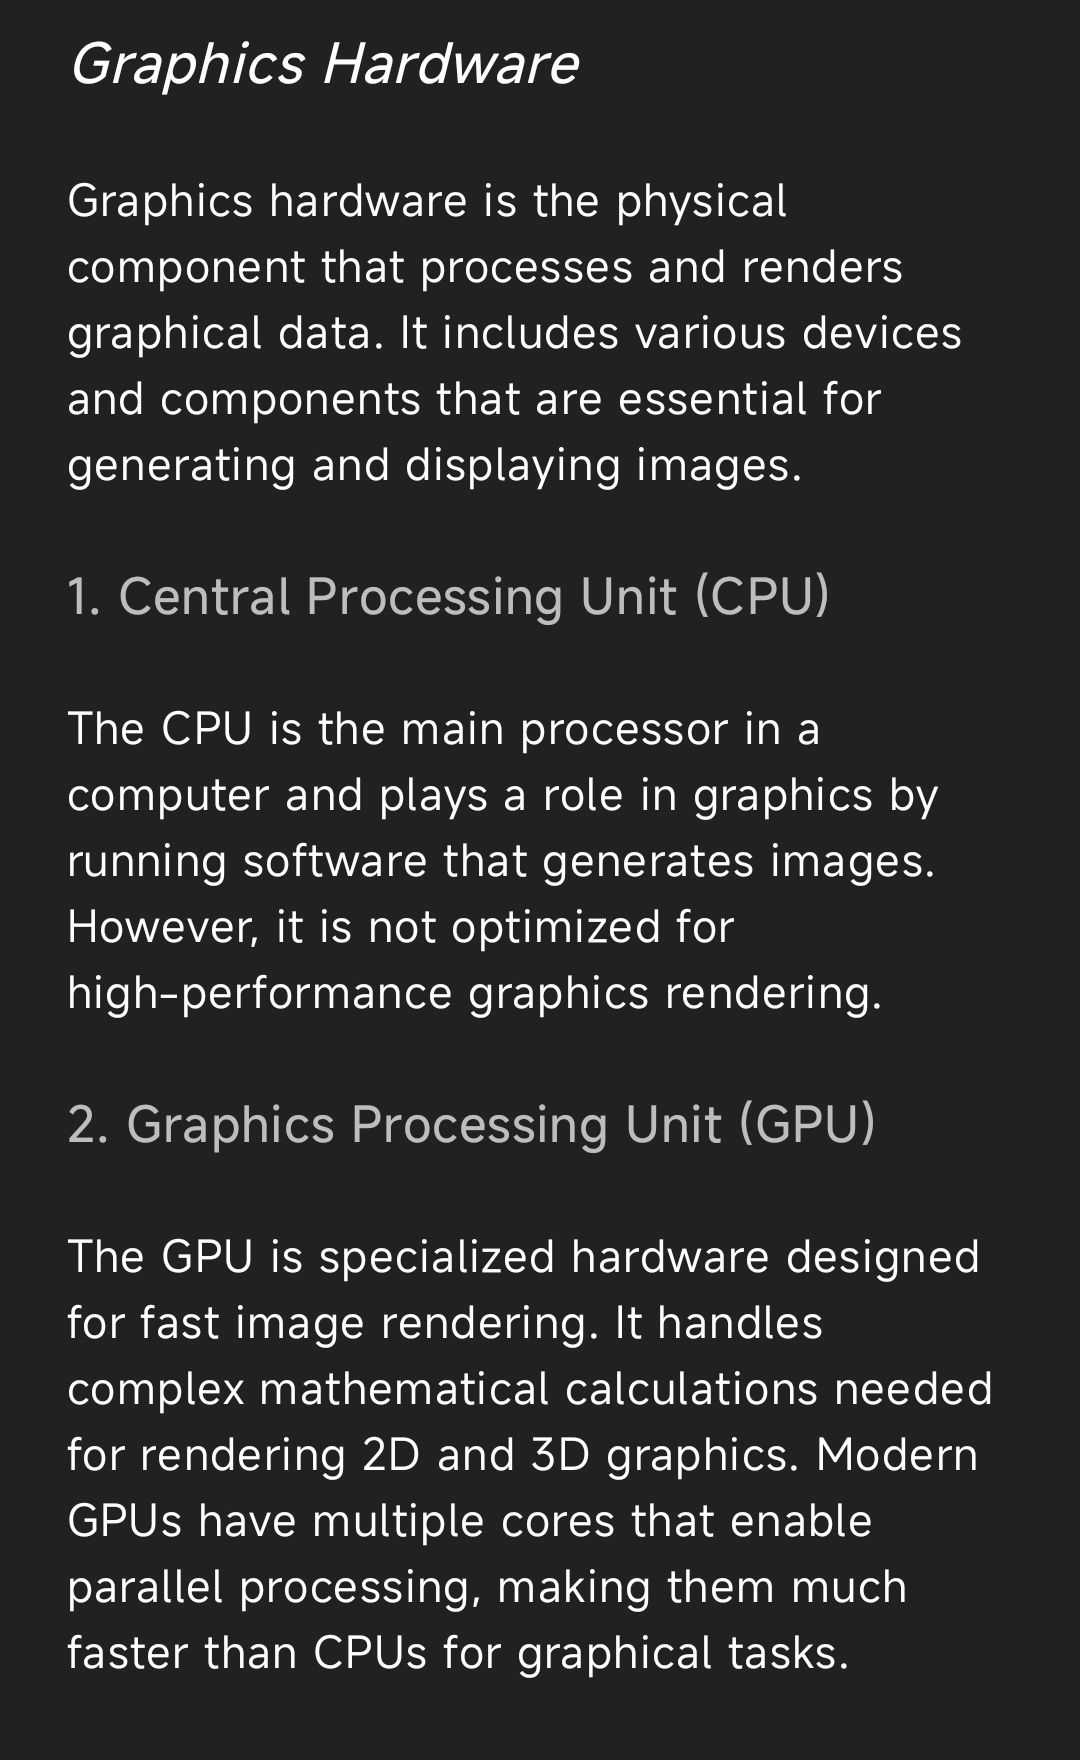 Graphics Hardware
Graphics hardware is the physical
component that processes and renders
graphical data. It includes various devices
and components that are essential for
generating and displaying images.
1. Central Processing Unit (CPU)
The CPU is the main processor in a
computer and plays a role in graphics by
running software that generates images.
However, it is not optimized for
high-performance graphics rendering.
2. Graphics Processing Unit (GPU)
The GPU is specialized hardware designed
for fast image rendering. It handles
complex mathematical calculations needed
for rendering 2D and 3D graphics. Modern
GPUs have multiple cores that enable
parallel processing, making them much
faster than CPUs for graphical tasks.